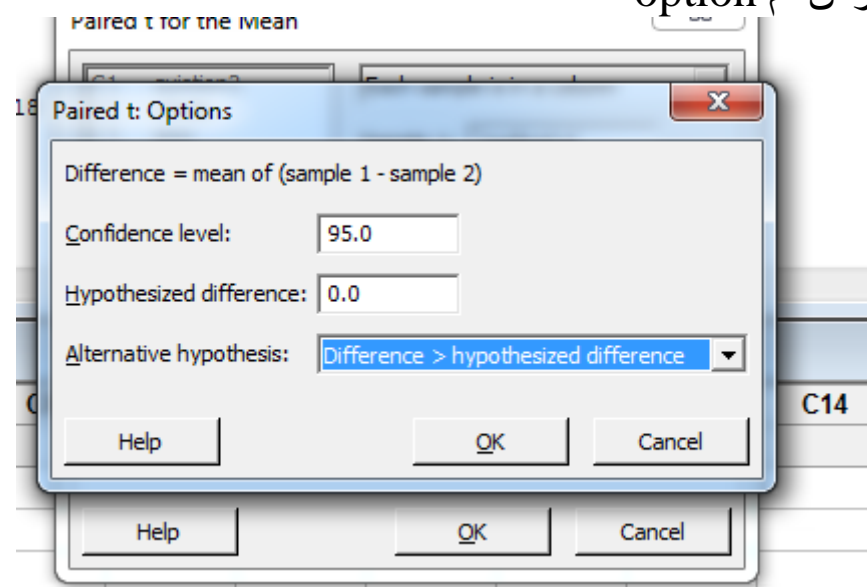 option
Paired t for the Mean
18
Paired t: Options
Difference = mean of (sample 1 - sample 2)
Confidence level: 95.0
Hypothesized difference: 0.0
Alternative hypothesis: Difference > hypothesized difference
C14
Help OK Cancel
Help OK Cancel